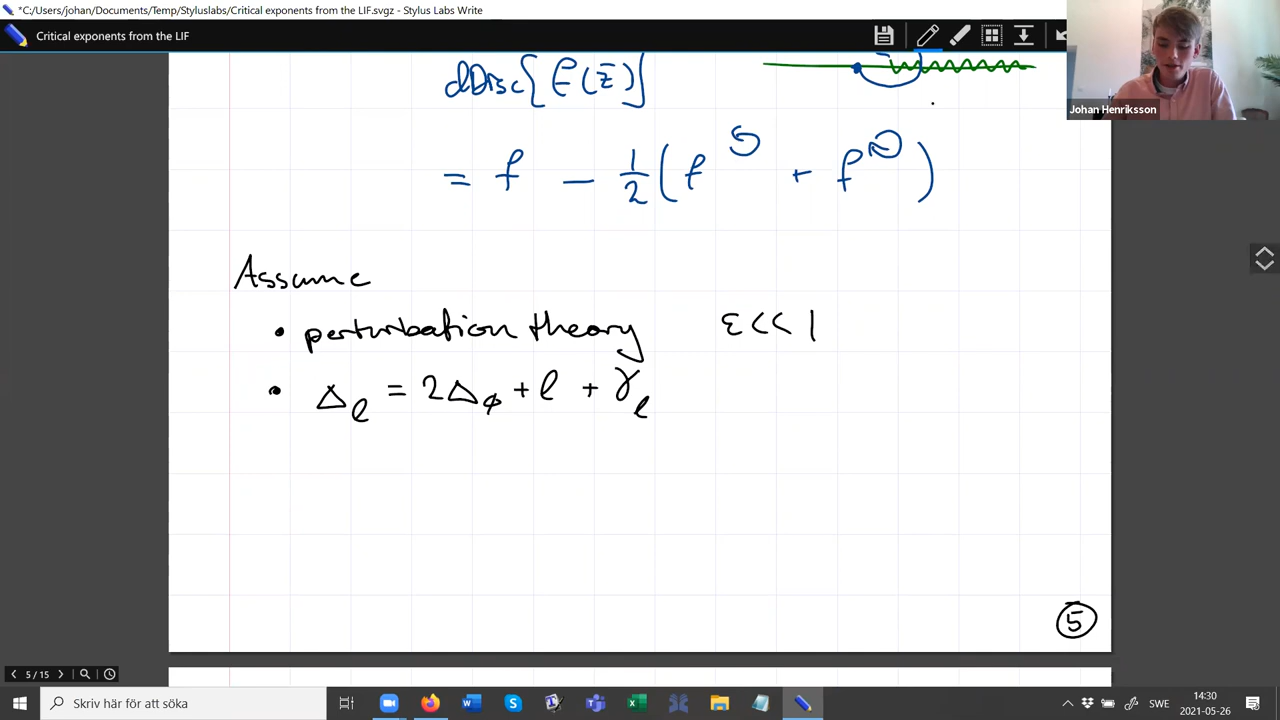 *C:/Users/johan/Documents/Temp/Styluslabs/Critical exponents from the LIF.svgz - Stylus Labs Write
Critical exponents from the LIF
Johan Henriksson
dDisc[f(z̄)]
= f - 1/2 (f↺ + f↻)
Assume
• perturbation theory ε << 1
• Δ_ℓ = 2Δ_φ + ℓ + γ_ℓ
5
5 / 15
Skriv här för att söka
SWE
14:30
2021-05-26